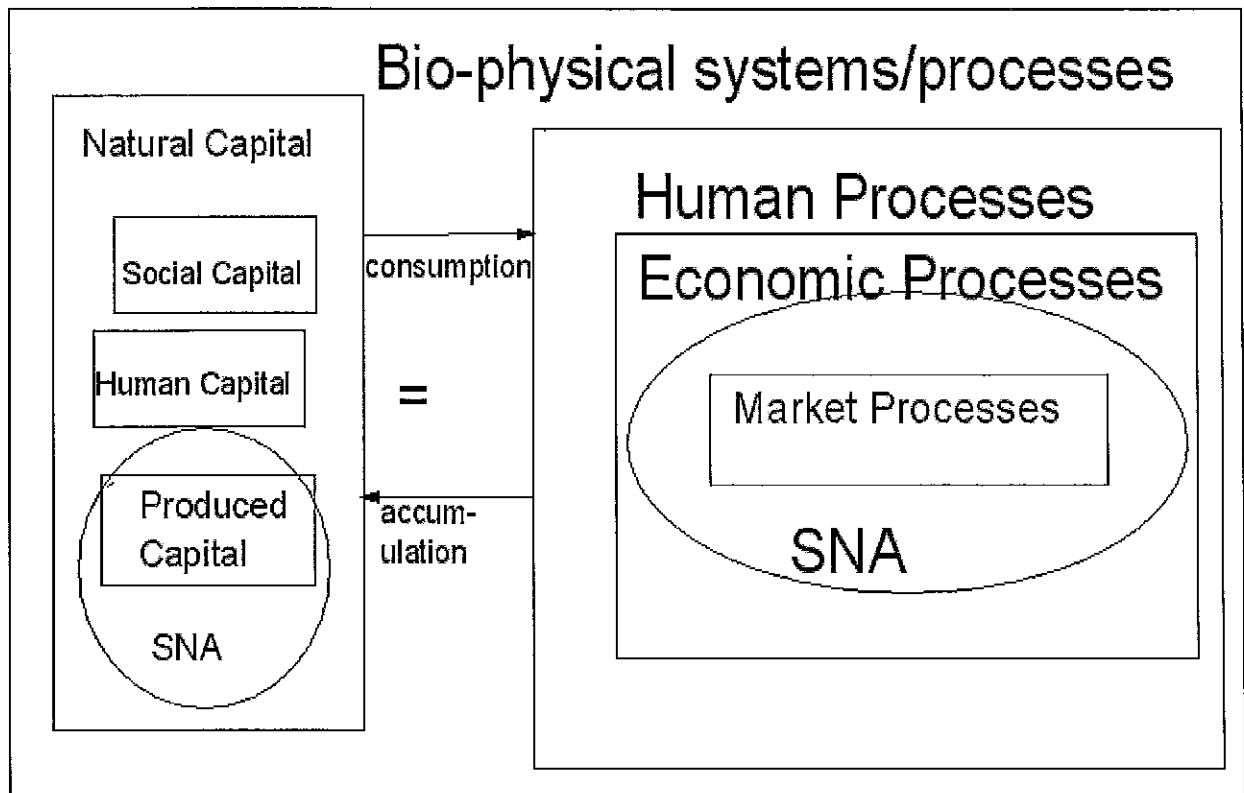 Bio-physical systems/processes
Natural Capital
Social Capital
Human Capital
Produced
Capital
SNA
consumption
=
accum-
ulation
Human Processes
Economic Processes
Market Processes
SNA